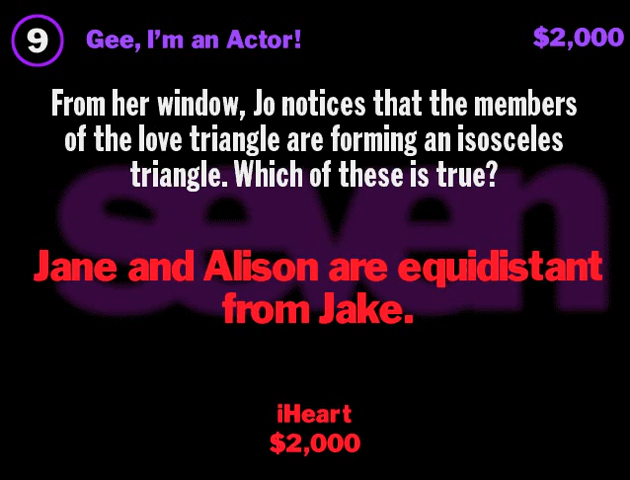 9
Gee, I'm an Actor!
$2,000
From her window, Jo notices that the members
of the love triangle are forming an isosceles
triangle. Which of these is true?
seven
Jane and Alison are equidistant
from Jake.
iHeart
$2,000